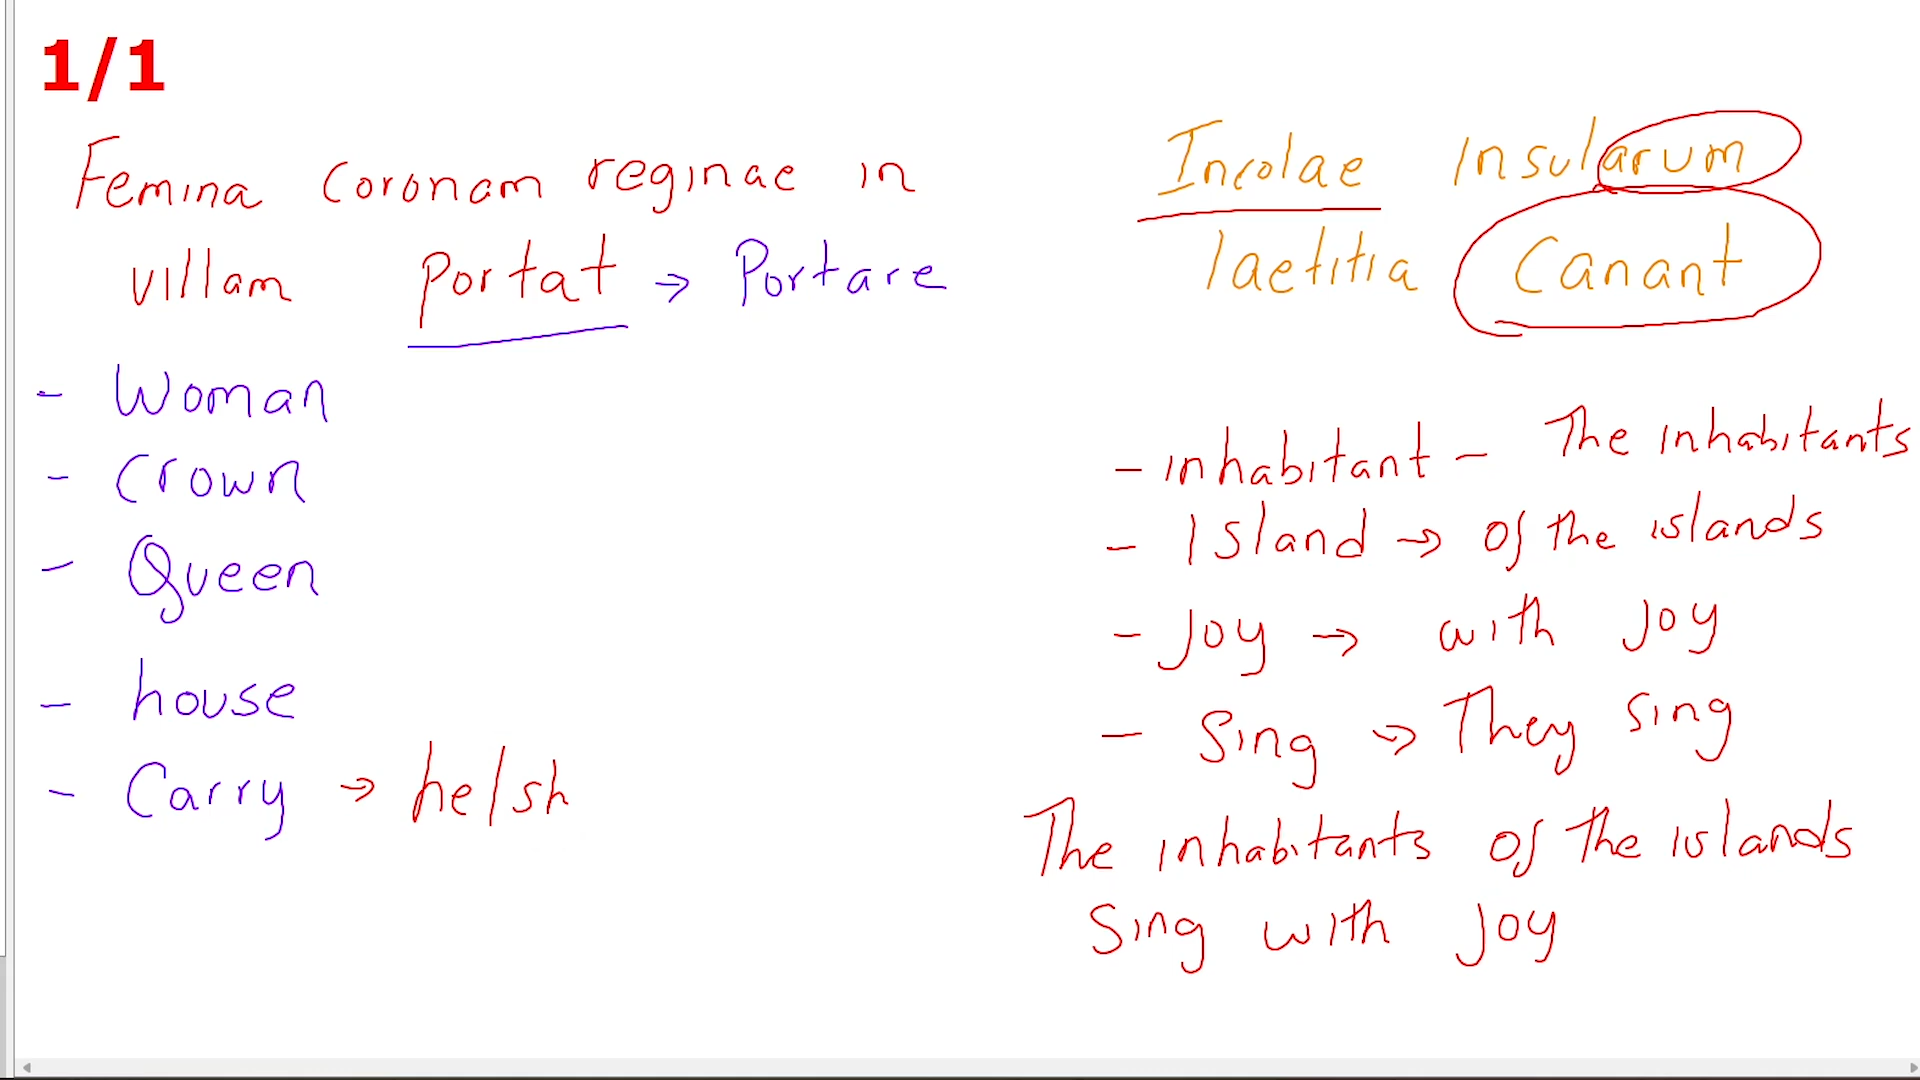 1/1
Femina coronam reginae in
villam portat → Portare
- Woman
- Crown
- Queen
- house
- Carry → he/sh
Incolae insularum
laetitia Canant
- inhabitant - The inhabitants
- Island → of the islands
- Joy → with joy
- Sing → They sing
The inhabitants of the islands
Sing with joy